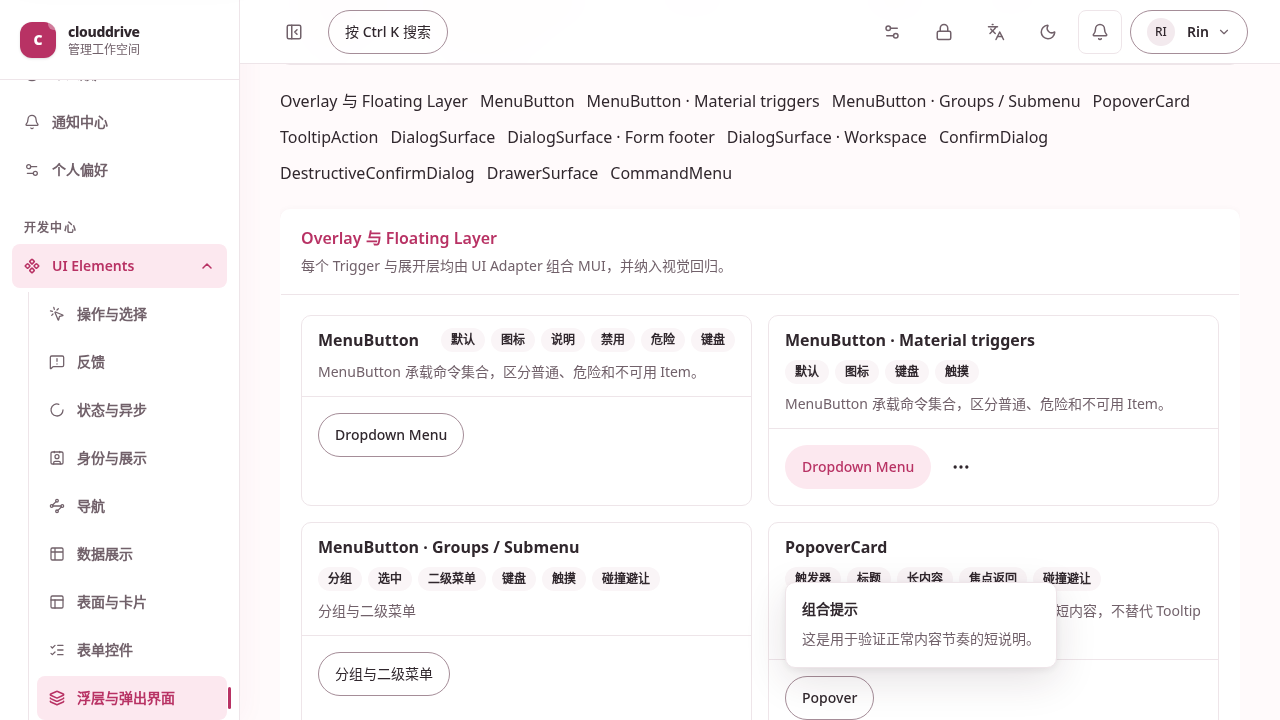 C
clouddrive
管理工作空间
按 Ctrl K 搜索
RI
Rin
通知中心
个人偏好
开发中心
UI Elements
操作与选择
反馈
状态与异步
身份与展示
导航
数据展示
表面与卡片
表单控件
浮层与弹出界面
Overlay 与 Floating Layer MenuButton MenuButton · Material triggers MenuButton · Groups / Submenu PopoverCard
TooltipAction DialogSurface DialogSurface · Form footer DialogSurface · Workspace ConfirmDialog
DestructiveConfirmDialog DrawerSurface CommandMenu
Overlay 与 Floating Layer
每个 Trigger 与展开层均由 UI Adapter 组合 MUI，并纳入视觉回归。
MenuButton 默认 图标 说明 禁用 危险 键盘
MenuButton 承载命令集合，区分普通、危险和不可用 Item。
Dropdown Menu
MenuButton · Material triggers
默认 图标 键盘 触摸
MenuButton 承载命令集合，区分普通、危险和不可用 Item。
Dropdown Menu
MenuButton · Groups / Submenu
分组 选中 二级菜单 键盘 触摸 碰撞避让
分组与二级菜单
分组与二级菜单
PopoverCard
触发器 标题 长内容 焦点返回 碰撞避让
短内容，不替代 Tooltip
组合提示
这是用于验证正常内容节奏的短说明。
Popover